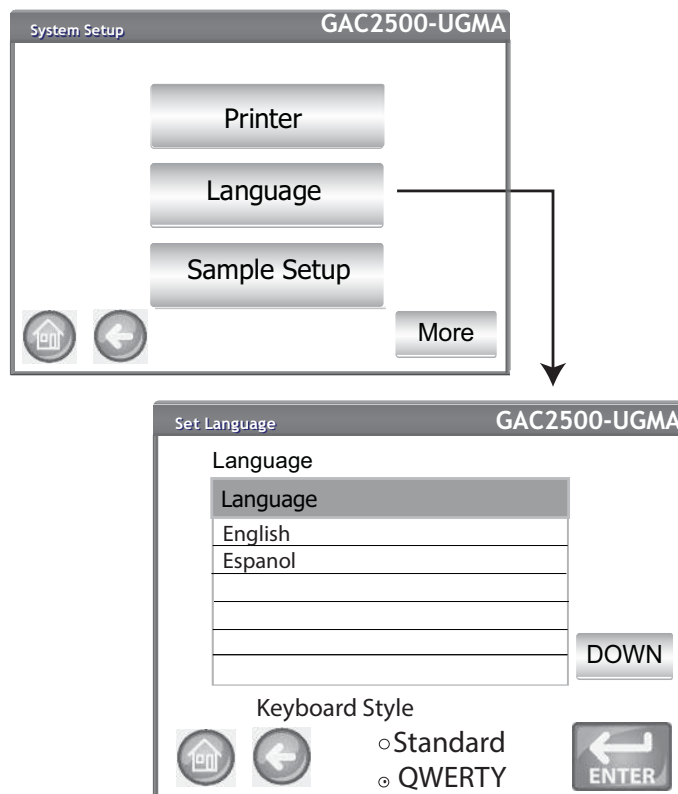 System Setup GAC2500-UGMA
Printer
Language
Sample Setup
More
Set Language GAC2500-UGMA
Language
Language
English
Espanol
DOWN
Keyboard Style
Standard
QWERTY
ENTER